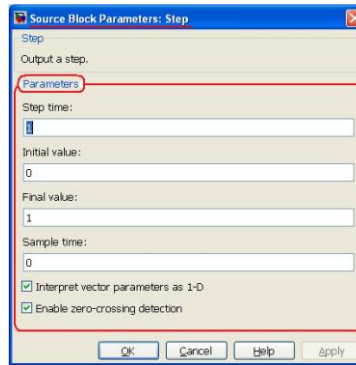 Source Block Parameters: Step
Step
Output a step.
Parameters
Step time:
1
Initial value:
0
Final value:
1
Sample time:
0
Interpret vector parameters as 1-D
Enable zero-crossing detection
OK Cancel Help Apply